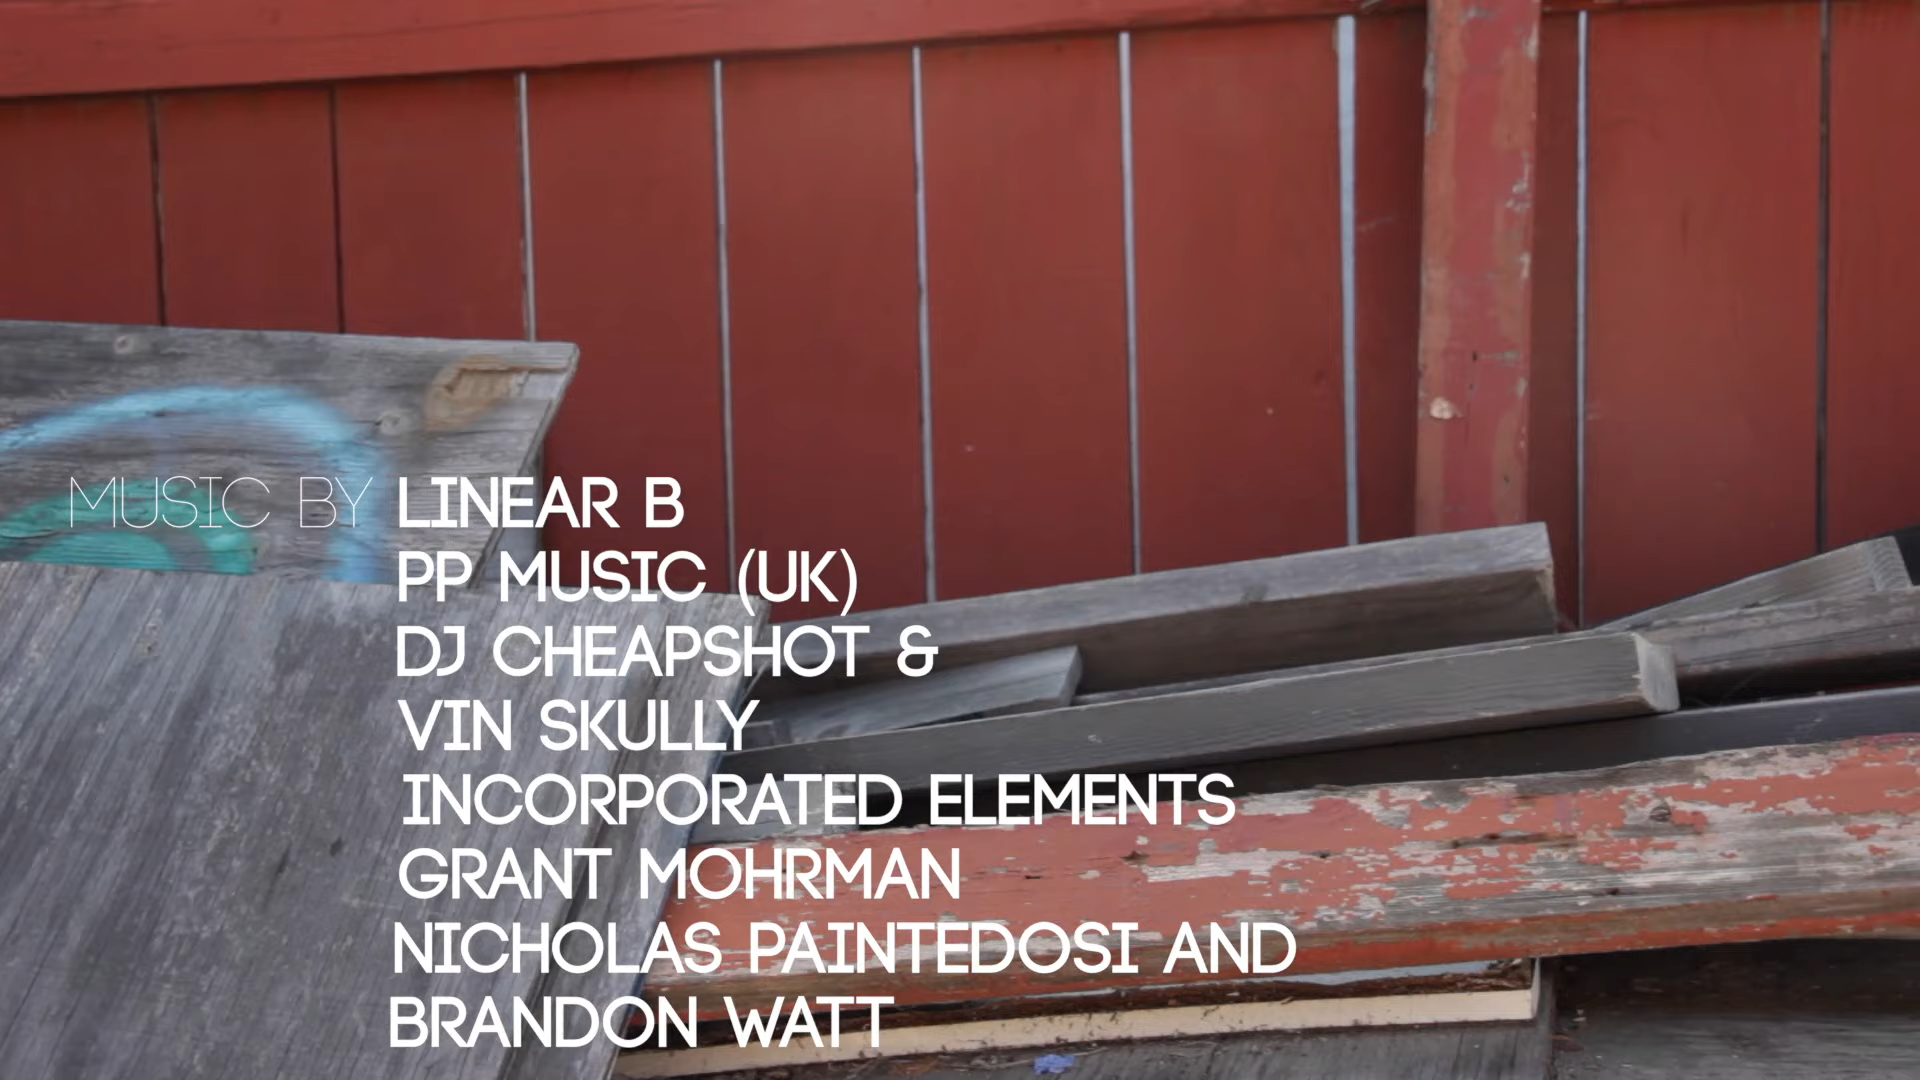 MUSIC BY LINEAR B
PP MUSIC (UK)
DJ CHEAPSHOT &
VIN SKULLY
INCORPORATED ELEMENTS
GRANT MOHRMAN
NICHOLAS PAINTEDOSI AND
BRANDON WATT